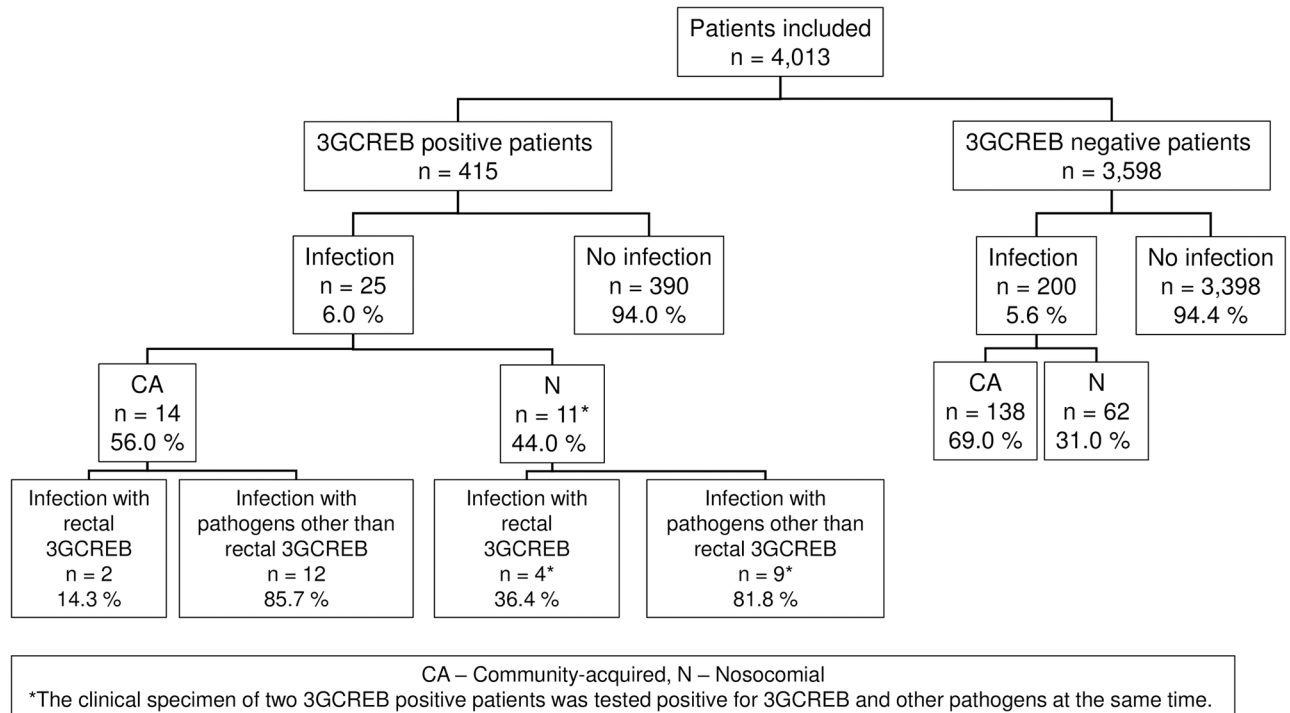 Patients included
n = 4,013
3GCREB positive patients
n = 415
3GCREB negative patients
n = 3,598
Infection
n = 25
6.0 %
No infection
n = 390
94.0 %
Infection
n = 200
5.6 %
No infection
n = 3,398
94.4 %
CA
n = 14
56.0 %
N
n = 11*
44.0 %
CA
n = 138
69.0 %
N
n = 62
31.0 %
Infection with
rectal
3GCREB
n = 2
14.3 %
Infection with
pathogens other than
rectal 3GCREB
n = 12
85.7 %
Infection with
rectal
3GCREB
n = 4*
36.4 %
Infection with
pathogens other than
rectal 3GCREB
n = 9*
81.8 %
CA – Community-acquired, N – Nosocomial
*The clinical specimen of two 3GCREB positive patients was tested positive for 3GCREB and other pathogens at the same time.